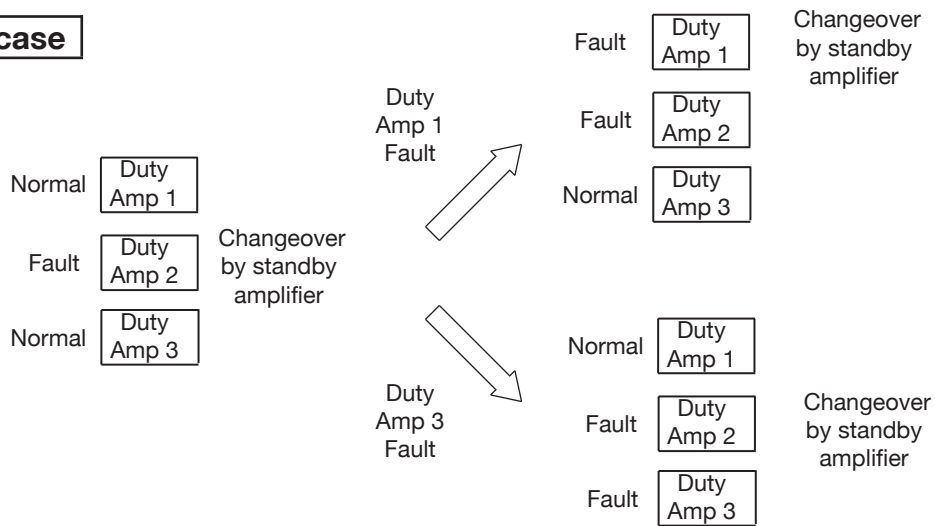 case
Normal
Duty
Amp 1
Fault
Duty
Amp 2
Normal
Duty
Amp 3
Changeover
by standby
amplifier
Duty
Amp 1
Fault
Fault
Duty
Amp 1
Fault
Duty
Amp 2
Normal
Duty
Amp 3
Changeover
by standby
amplifier
Duty
Amp 3
Fault
Normal
Duty
Amp 1
Fault
Duty
Amp 2
Fault
Duty
Amp 3
Changeover
by standby
amplifier